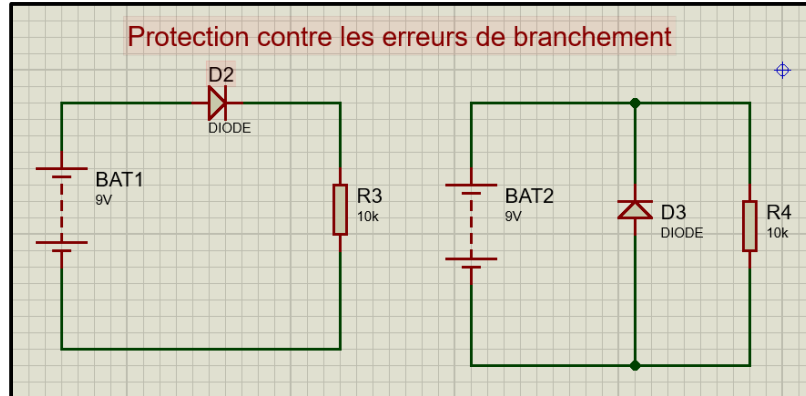 Protection contre les erreurs de branchement
D2
DIODE
BAT1
9V
R3
10k
BAT2
9V
D3
DIODE
R4
10k